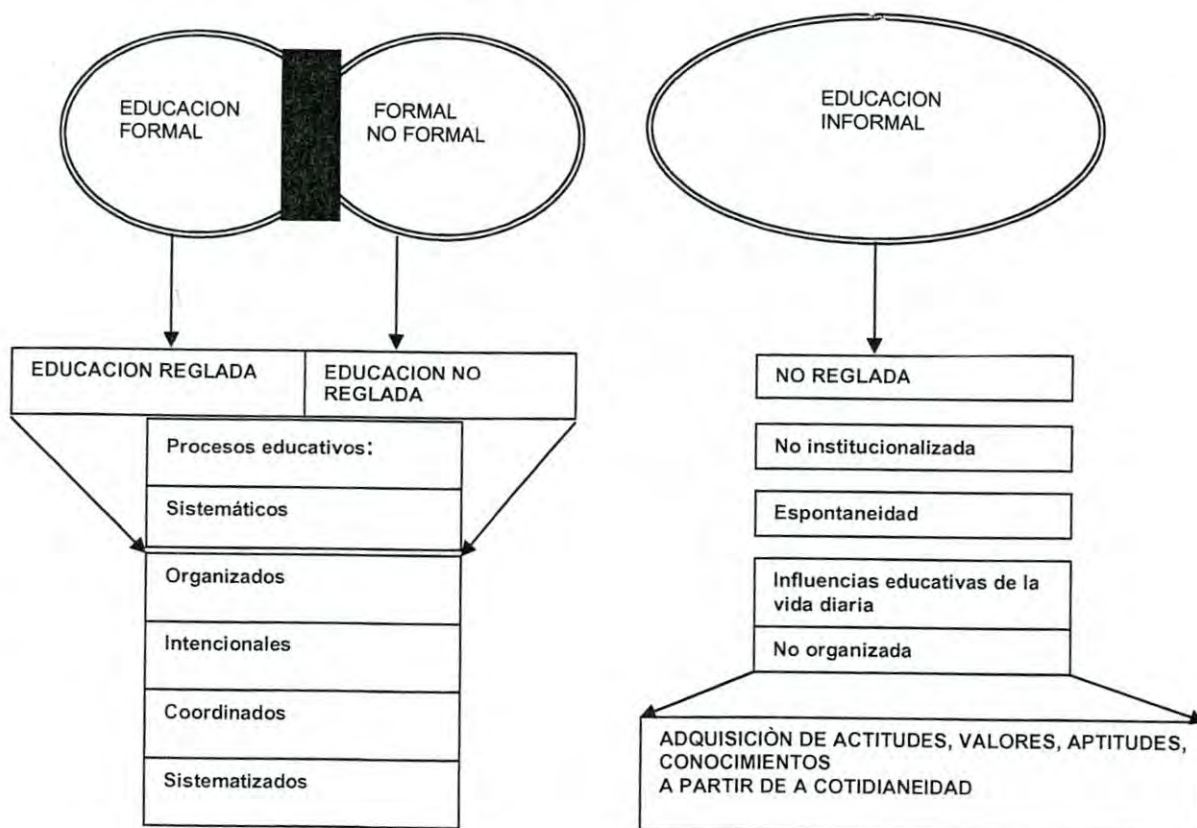 EDUCACION
FORMAL
FORMAL
NO FORMAL
EDUCACION
INFORMAL
EDUCACION REGLADA
EDUCACION NO
REGLADA
Procesos educativos:
Sistemáticos
Organizados
Intencionales
Coordinados
Sistematizados
NO REGLADA
No institucionalizada
Espontaneidad
Influencias educativas de la
vida diaria
No organizada
ADQUISICIÒN DE ACTITUDES, VALORES, APTITUDES,
CONOCIMIENTOS
A PARTIR DE A COTIDIANEIDAD